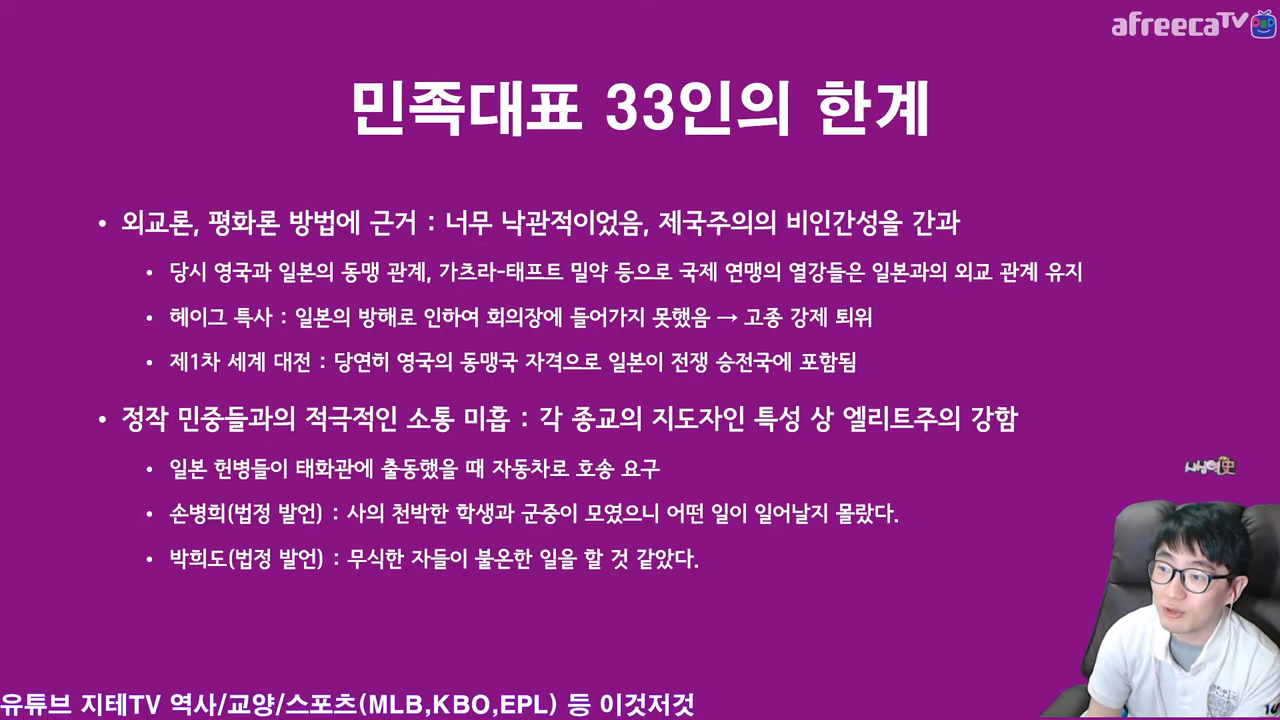 afreecaTV
민족대표 33인의 한계
• 외교론, 평화론 방법에 근거 : 너무 낙관적이었음, 제국주의의 비인간성을 간과
• 당시 영국과 일본의 동맹 관계, 가츠라-태프트 밀약 등으로 국제 연맹의 열강들은 일본과의 외교 관계 유지
• 헤이그 특사 : 일본의 방해로 인하여 회의장에 들어가지 못했음 → 고종 강제 퇴위
• 제1차 세계 대전 : 당연히 영국의 동맹국 자격으로 일본이 전쟁 승전국에 포함됨
• 정작 민중들과의 적극적인 소통 미흡 : 각 종교의 지도자인 특성 상 엘리트주의 강함
• 일본 헌병들이 태화관에 출동했을 때 자동차로 호송 요구
• 손병희(법정 발언) : 사의 천박한 학생과 군중이 모였으니 어떤 일이 일어날지 몰랐다.
• 박희도(법정 발언) : 무식한 자들이 불온한 일을 할 것 같았다.
유튜브 지테TV 역사/교양/스포츠(MLB,KBO,EPL) 등 이것저것